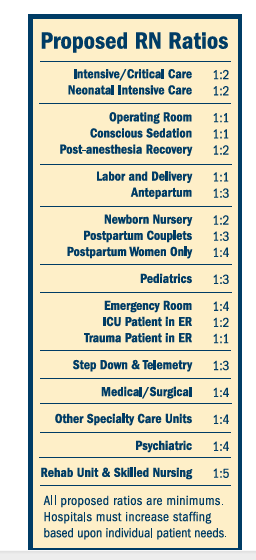 Proposed RN Ratios
Intensive/Critical Care 1:2
Neonatal Intensive Care 1:2
Operating Room 1:1
Conscious Sedation 1:1
Post-anesthesia Recovery 1:2
Labor and Delivery 1:1
Antepartum 1:3
Newborn Nursery 1:2
Postpartum Couplets 1:3
Postpartum Women Only 1:4
Pediatrics 1:3
Emergency Room 1:4
ICU Patient in ER 1:2
Trauma Patient in ER 1:1
Step Down & Telemetry 1:3
Medical/Surgical 1:4
Other Specialty Care Units 1:4
Psychiatric 1:4
Rehab Unit & Skilled Nursing 1:5
All proposed ratios are minimums.
Hospitals must increase staffing
based upon individual patient needs.